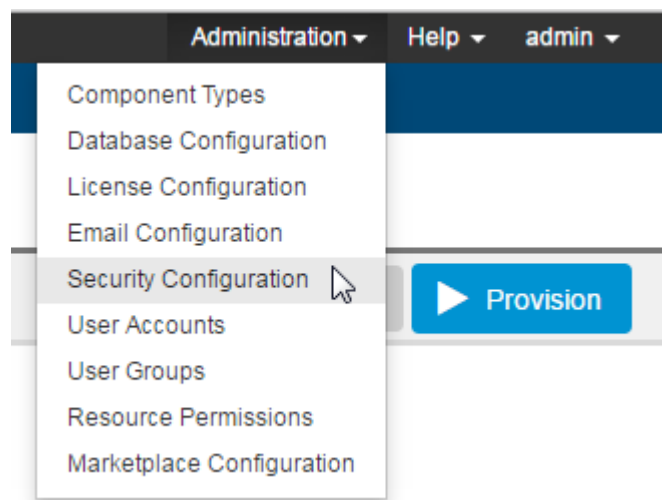 Administration Help admin
Component Types
Database Configuration
License Configuration
Email Configuration
Security Configuration
Provision
User Accounts
User Groups
Resource Permissions
Marketplace Configuration